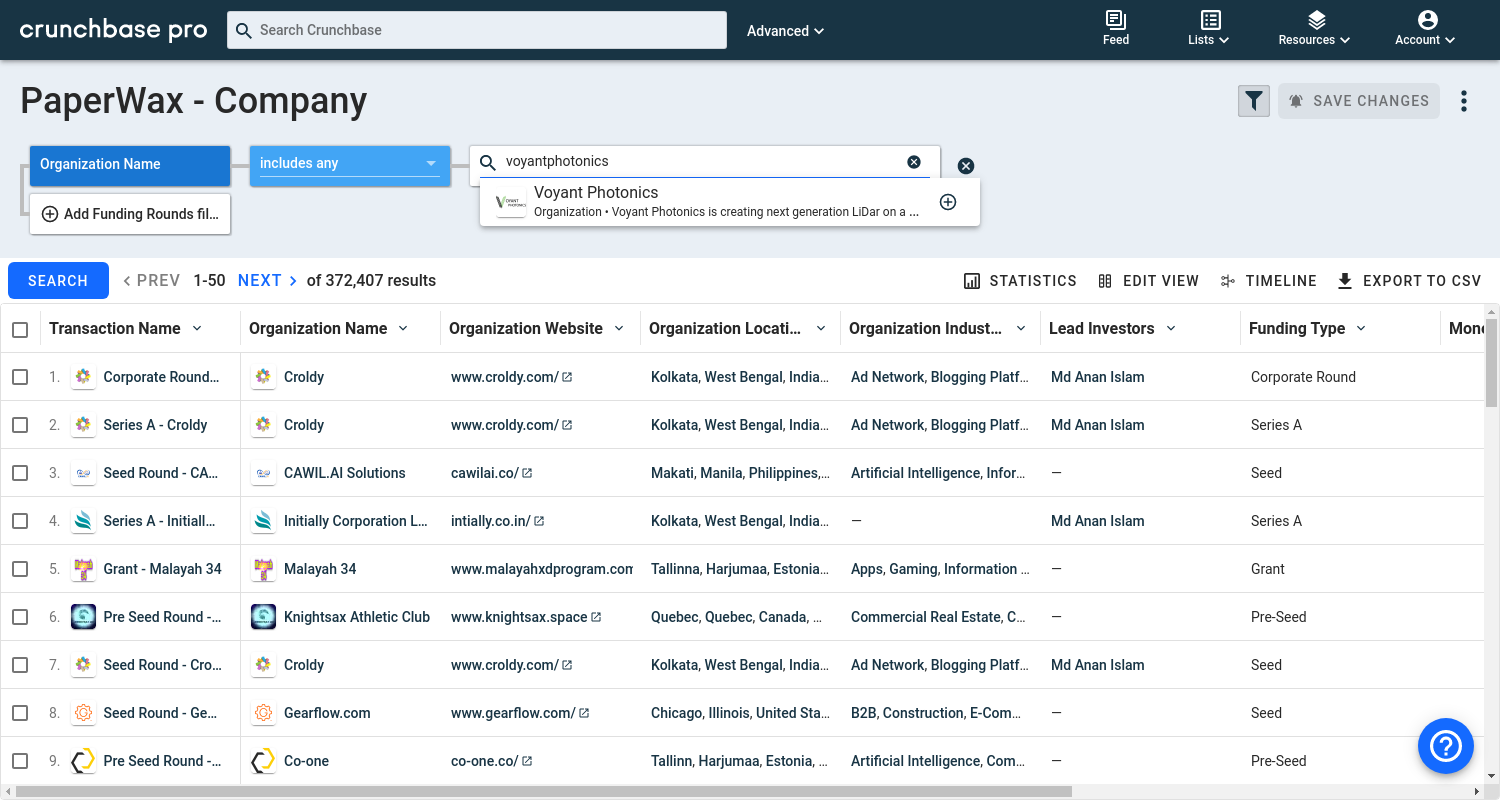 crunchbase pro
Search Crunchbase
Advanced
Feed
Lists
Resources
Account
PaperWax - Company
SAVE CHANGES
Organization Name
includes any
voyantphotonics
Voyant Photonics
Organization • Voyant Photonics is creating next generation LiDar on a ...
Add Funding Rounds fil...
SEARCH
PREV
1-50
NEXT
of 372,407 results
STATISTICS
EDIT VIEW
TIMELINE
EXPORT TO CSV
Transaction Name Organization Name Organization Website Organization Locati... Organization Indust... Lead Investors Funding Type Mone
1. Corporate Round... Croldy www.croldy.com/ Kolkata, West Bengal, India... Ad Network, Blogging Platf... Md Anan Islam Corporate Round
2. Series A - Croldy Croldy www.croldy.com/ Kolkata, West Bengal, India... Ad Network, Blogging Platf... Md Anan Islam Series A
3. Seed Round - CA... CAWIL.AI Solutions cawilai.co/ Makati, Manila, Philippines,... Artificial Intelligence, Infor... — Seed
4. Series A - Initiall... Initially Corporation L... intially.co.in/ Kolkata, West Bengal, India... — Md Anan Islam Series A
5. Grant - Malayah 34 Malayah 34 www.malayahxdprogram.com Tallinna, Harjumaa, Estonia... Apps, Gaming, Information ... — Grant
6. Pre Seed Round -... Knightsax Athletic Club www.knightsax.space Quebec, Quebec, Canada, ... Commercial Real Estate, C... — Pre-Seed
7. Seed Round - Cro... Croldy www.croldy.com/ Kolkata, West Bengal, India... Ad Network, Blogging Platf... Md Anan Islam Seed
8. Seed Round - Ge... Gearflow.com www.gearflow.com/ Chicago, Illinois, United Sta... B2B, Construction, E-Com... — Seed
9. Pre Seed Round -... Co-one co-one.co/ Tallinn, Harjumaa, Estonia, ... Artificial Intelligence, Com... — Pre-Seed